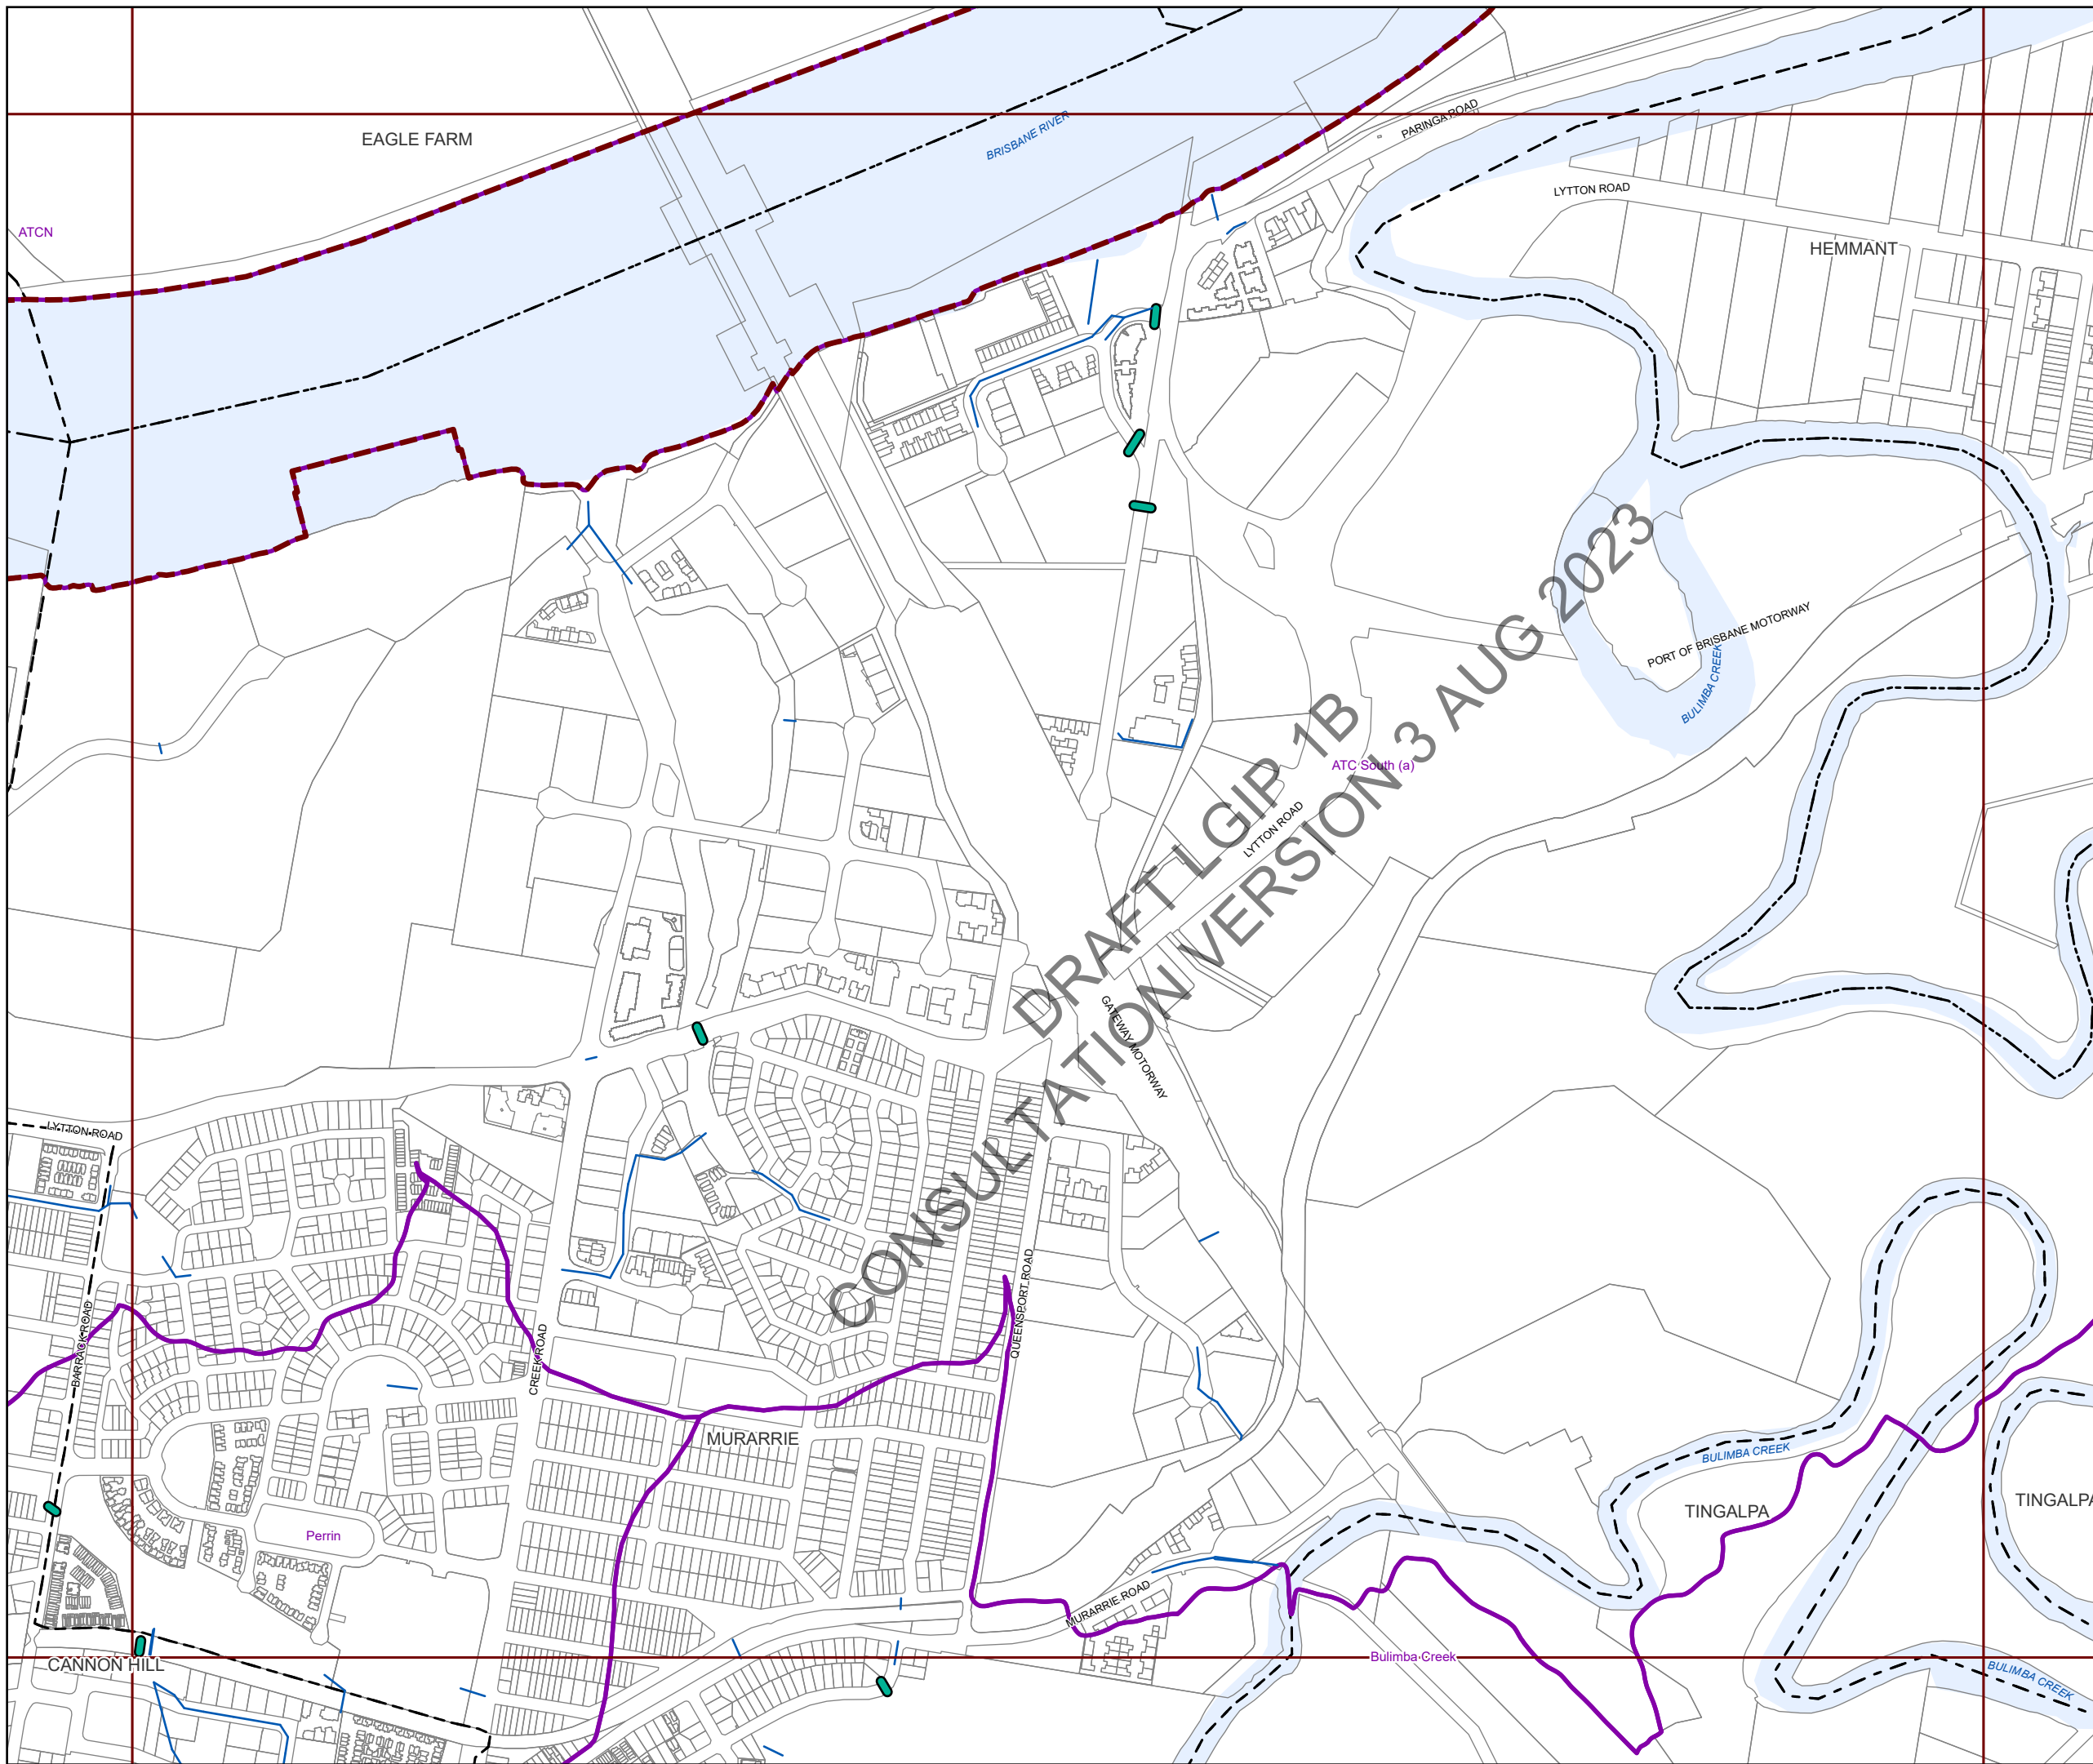 EAGLE FARM
BRISBANE RIVER
PARINGA ROAD
LYTTON ROAD
HEMMANT
ATCN
PORT OF BRISBANE MOTORWAY
BULIMBA CREEK
ATC South (a)
LYTTON ROAD
DRAFT LGIP 1B
CONSULTATION VERSION 3 AUG 2023
GATEWAY MOTORWAY
LYTTON ROAD
BARRACK ROAD
CREEK ROAD
QUEENSPORT ROAD
MURARRIE
BULIMBA CREEK
TINGALPA
TINGALPA
Perrin
MURARRIE ROAD
CANNON HILL
Bulimba Creek
BULIMBA CREEK